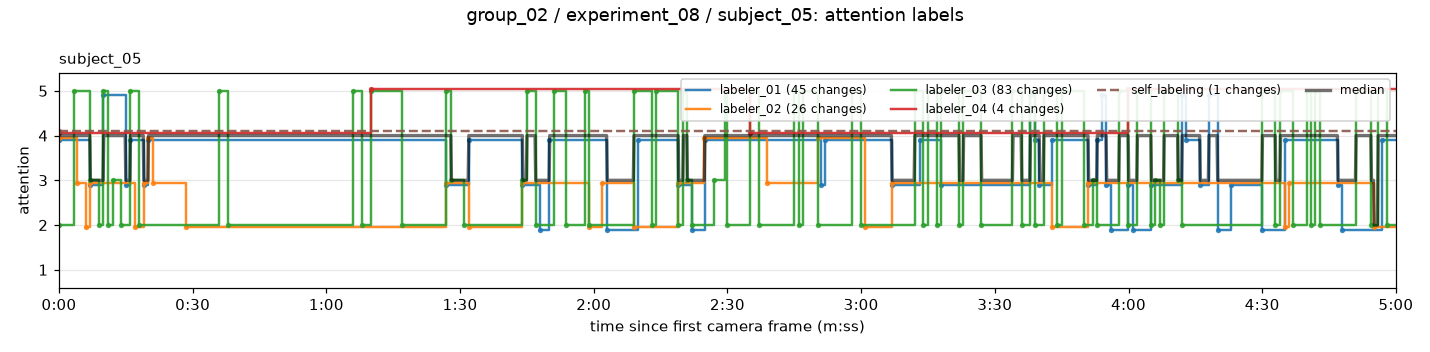 group_02 / experiment_08 / subject_05: attention labels
subject_05
labeler_01 (45 changes)
labeler_02 (26 changes)
labeler_03 (83 changes)
labeler_04 (4 changes)
self_labeling (1 changes)
median
attention
5
4
3
2
1
0:00
0:30
1:00
1:30
2:00
2:30
3:00
3:30
4:00
4:30
5:00
time since first camera frame (m:ss)